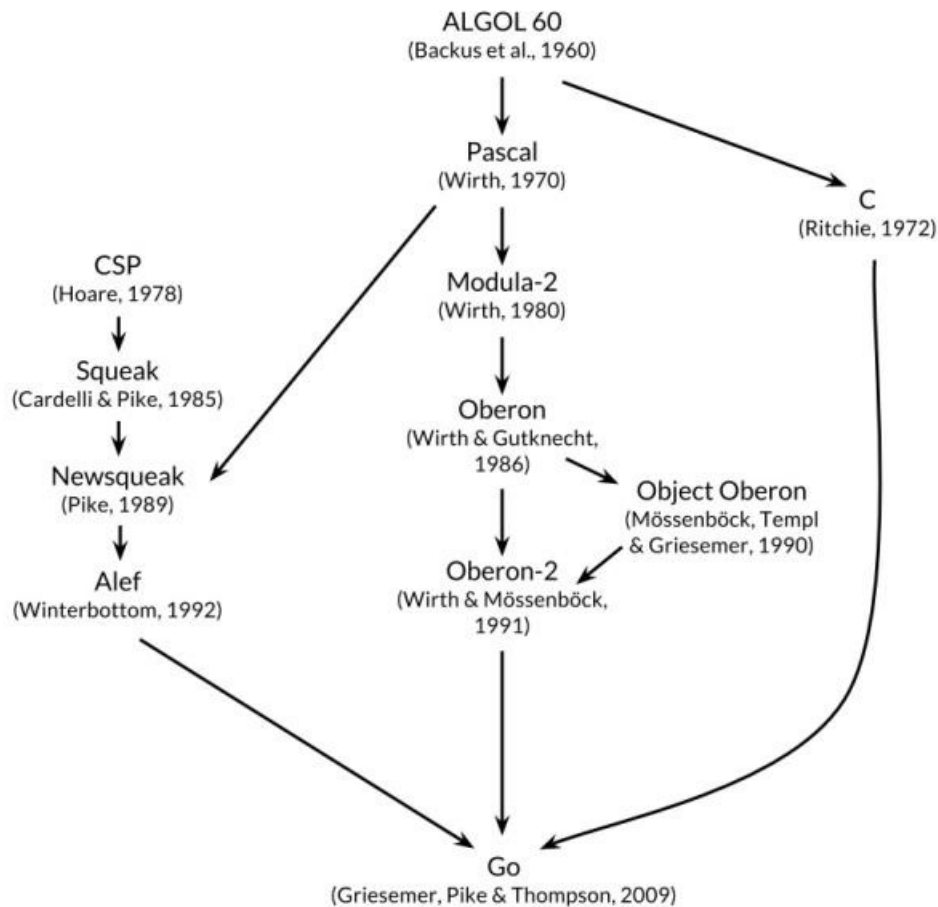 ALGOL 60
(Backus et al., 1960)
Pascal
(Wirth, 1970)
C
(Ritchie, 1972)
CSP
(Hoare, 1978)
Modula-2
(Wirth, 1980)
Squeak
(Cardelli & Pike, 1985)
Oberon
(Wirth & Gutknecht,
1986)
Newsqueak
(Pike, 1989)
Object Oberon
(Mössenböck, Templ
& Griesemer, 1990)
Oberon-2
(Wirth & Mössenböck,
1991)
Alef
(Winterbottom, 1992)
Go
(Griesemer, Pike & Thompson, 2009)